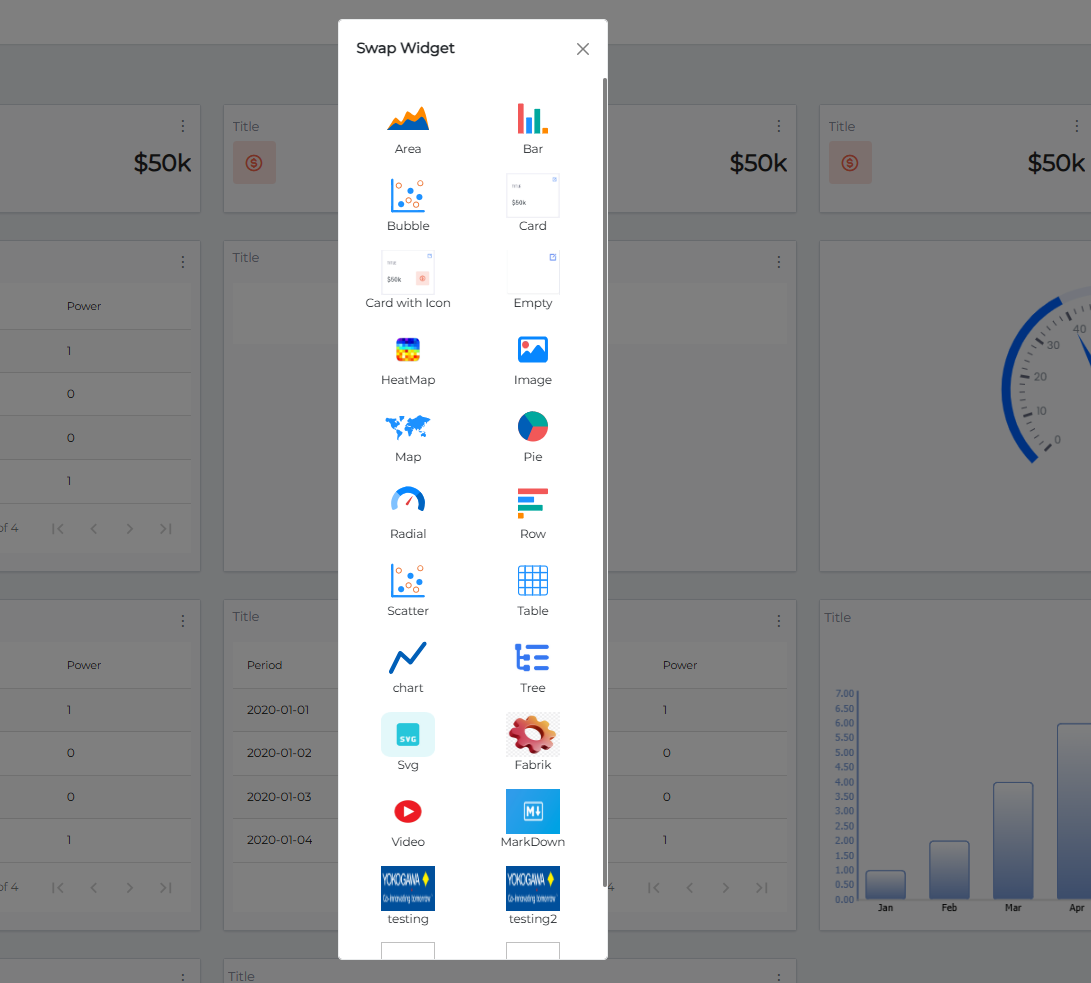 Swap Widget
Area
Bar
Bubble
Card
Card with Icon
Empty
HeatMap
Image
Map
Pie
Radial
Row
Scatter
Table
chart
Tree
SVG
Svg
Fabrik
M
Video
MarkDown
YOKOGAWA
Co-innovating tomorrow
YOKOGAWA
Co-innovating tomorrow
testing
testing2
$50k
$50k
$50k
Title
$50k
Title
$50k
$50k
Power
1
0
0
1
of 4
Title
40
30
20
10
0
Power
1
0
0
1
of 4
Title
Period
Power
2020-01-01
1
2020-01-02
0
2020-01-03
0
2020-01-04
1
4
Title
7.00
6.50
6.00
5.50
5.00
4.50
4.00
3.50
3.00
2.50
2.00
1.50
1.00
0.50
0.00
Jan
Feb
Mar
Apr
Title